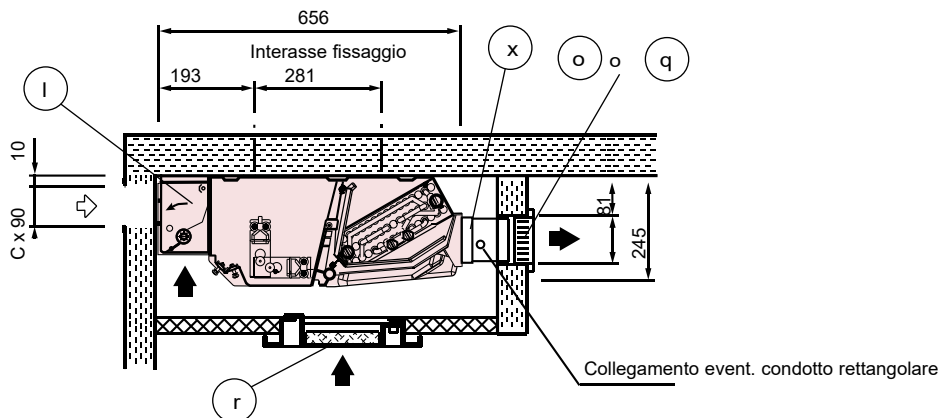 656
Interasse fissaggio
x
o o q
193 281
l
10
C x 90
81
245
Collegamento event. condotto rettangolare
r